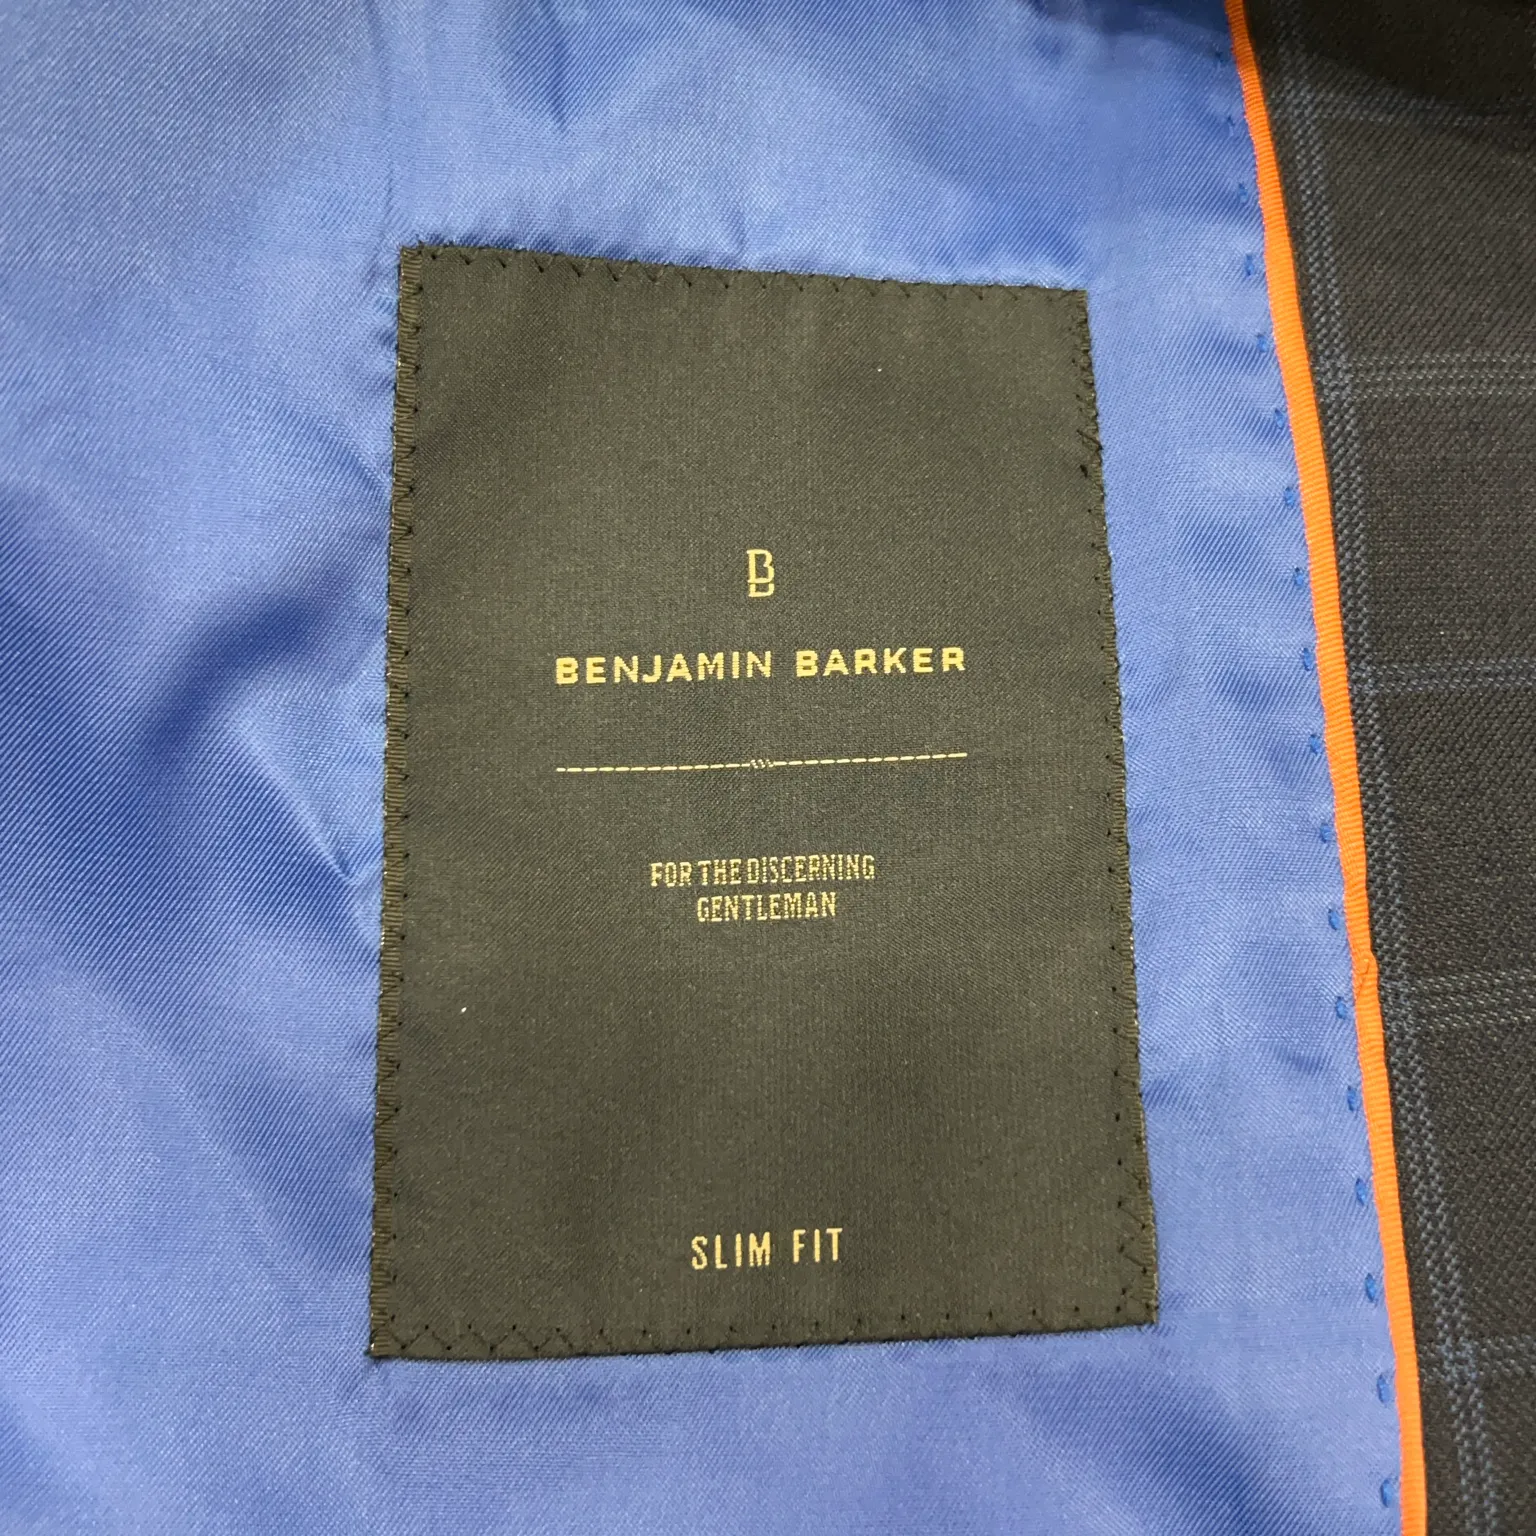 B
BENJAMIN BARKER
FOR THE DISCERNING
GENTLEMAN
SLIM FIT